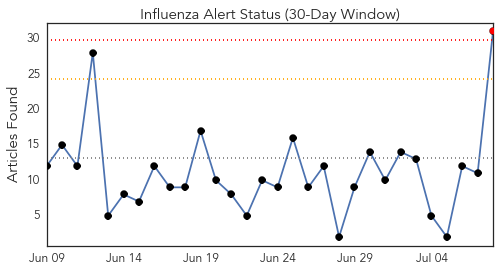 Influenza Alert Status (30-Day Window)
Articles Found
30
25
20
15
10
5
Jun 09
Jun 14
Jun 19
Jun 24
Jun 29
Jul 04